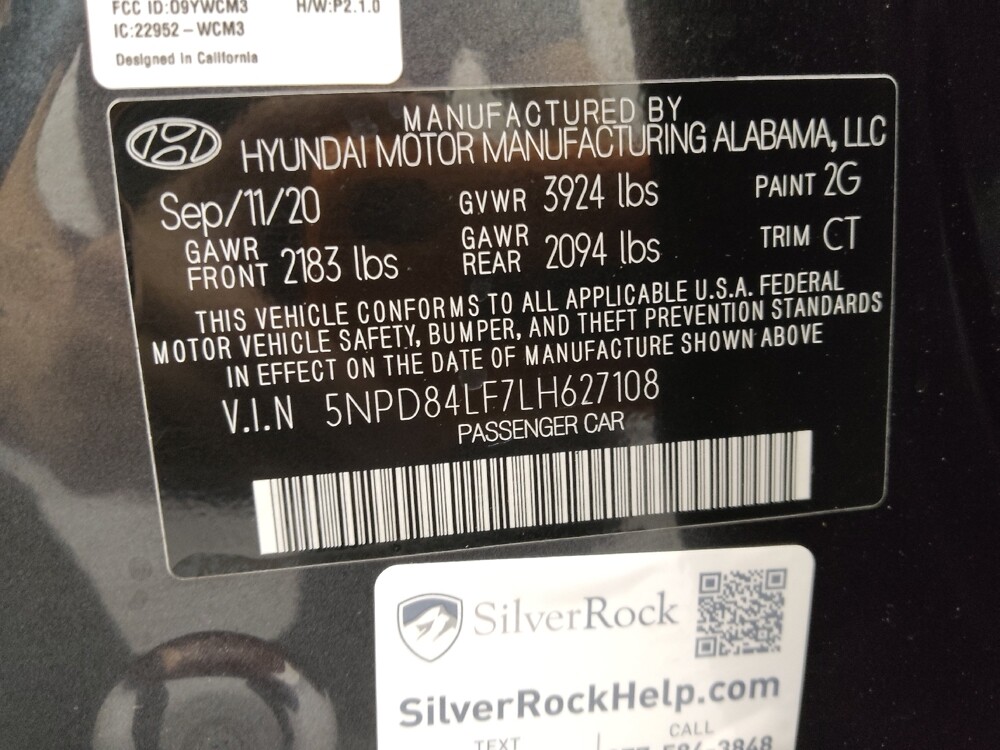 FCC ID:O9YWCM3 H/W:P2.1.0
IC:22952-WCM3
Designed in California
MANUFACTURED BY
HYUNDAI MOTOR MANUFACTURING ALABAMA, LLC
Sep/11/20 GVWR 3924 lbs PAINT 2G
GAWR FRONT 2183 lbs GAWR REAR 2094 lbs TRIM CT
THIS VEHICLE CONFORMS TO ALL APPLICABLE U.S.A. FEDERAL
MOTOR VEHICLE SAFETY, BUMPER, AND THEFT PREVENTION STANDARDS
IN EFFECT ON THE DATE OF MANUFACTURE SHOWN ABOVE
V.I.N 5NPD84LF7LH627108
PASSENGER CAR
SilverRock
SilverRockHelp.com
TEXT CALL